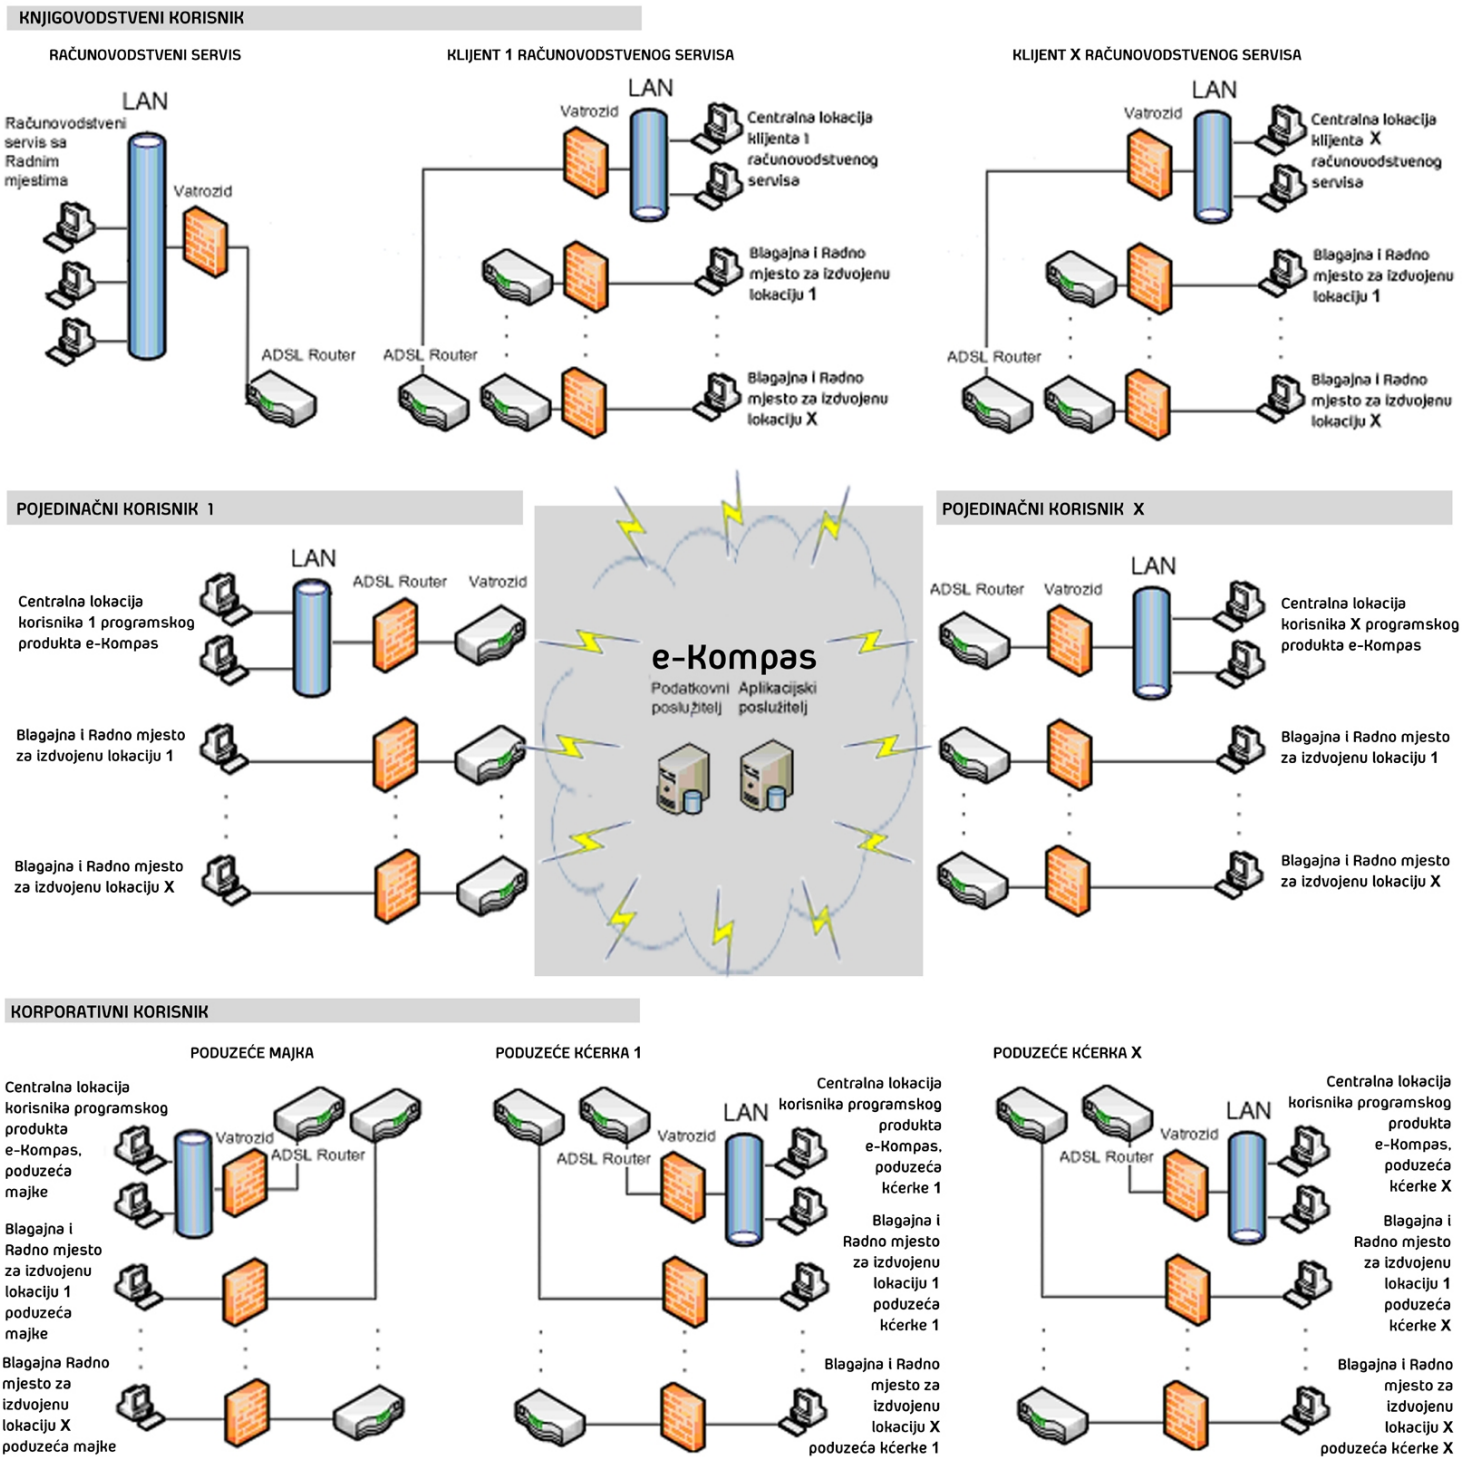 KNJIGOVODSTVENI KORISNIK
RAČUNOVODSTVENI SERVIS
LAN
Računovodstveni
servis sa
Radnim
mjestima
Vatrozid
ADSL Router
KLIJENT 1 RAČUNOVODSTVENOG SERVISA
LAN
Vatrozid
Centralna lokacija
klijenta 1
računovodstvenog
servisa
Blagajna i Radno
mjesto za izdvojenu
lokaciju 1
ADSL Router
Blagajna i Radno
mjesto za izdvojenu
lokaciju X
KLIJENT X RAČUNOVODSTVENOG SERVISA
LAN
Vatrozid
Centralna lokacija
klijenta X
računovodstvenog
servisa
Blagajna i Radno
mjesto za izdvojenu
lokaciju 1
ADSL Router
Blagajna i Radno
mjesto za izdvojenu
lokaciju X
POJEDINAČNI KORISNIK 1
LAN
ADSL Router
Vatrozid
Centralna lokacija
korisnika 1 programskog
produkta e-Kompas
Blagajna i Radno mjesto
za izdvojenu lokaciju 1
Blagajna i Radno mjesto
za izdvojenu lokaciju X
e-Kompas
Podatkovni
poslužitelj
Aplikacijski
poslužitelj
POJEDINAČNI KORISNIK X
LAN
ADSL Router
Vatrozid
Centralna lokacija
korisnika X programskog
produkta e-Kompas
Blagajna i Radno mjesto
za izdvojenu lokaciju 1
Blagajna i Radno mjesto
za izdvojenu lokaciju X
KORPORATIVNI KORISNIK
PODUZEĆE MAJKA
Centralna lokacija
korisnika programskog
produkta
e-Kompas,
poduzeća
majke
Vatrozid
ADSL Router
Blagajna i
Radno mjesto
za izdvojenu
lokaciju 1
poduzeća
majke
Blagajna Radno
mjesto za
izdvojenu
lokaciju X
poduzeća majke
PODUZEĆE KĆERKA 1
LAN
Vatrozid
ADSL Router
Centralna lokacija
korisnika programskog
produkta
e-Kompas,
poduzeća
kćerke 1
Blagajna i
Radno mjesto
za izdvojenu
lokaciju 1
poduzeća
kćerke 1
Blagajna i Radno
mjesto za
izdvojenu
lokaciju X
poduzeća kćerke 1
PODUZEĆE KĆERKA X
LAN
Vatrozid
ADSL Router
Centralna lokacija
korisnika programskog
produkta
e-Kompas,
poduzeća
kćerke X
Blagajna i
Radno mjesto
za izdvojenu
lokaciju 1
poduzeća
kćerke X
Blagajna i Radno
mjesto za
izdvojenu
lokaciju X
poduzeća kćerke X